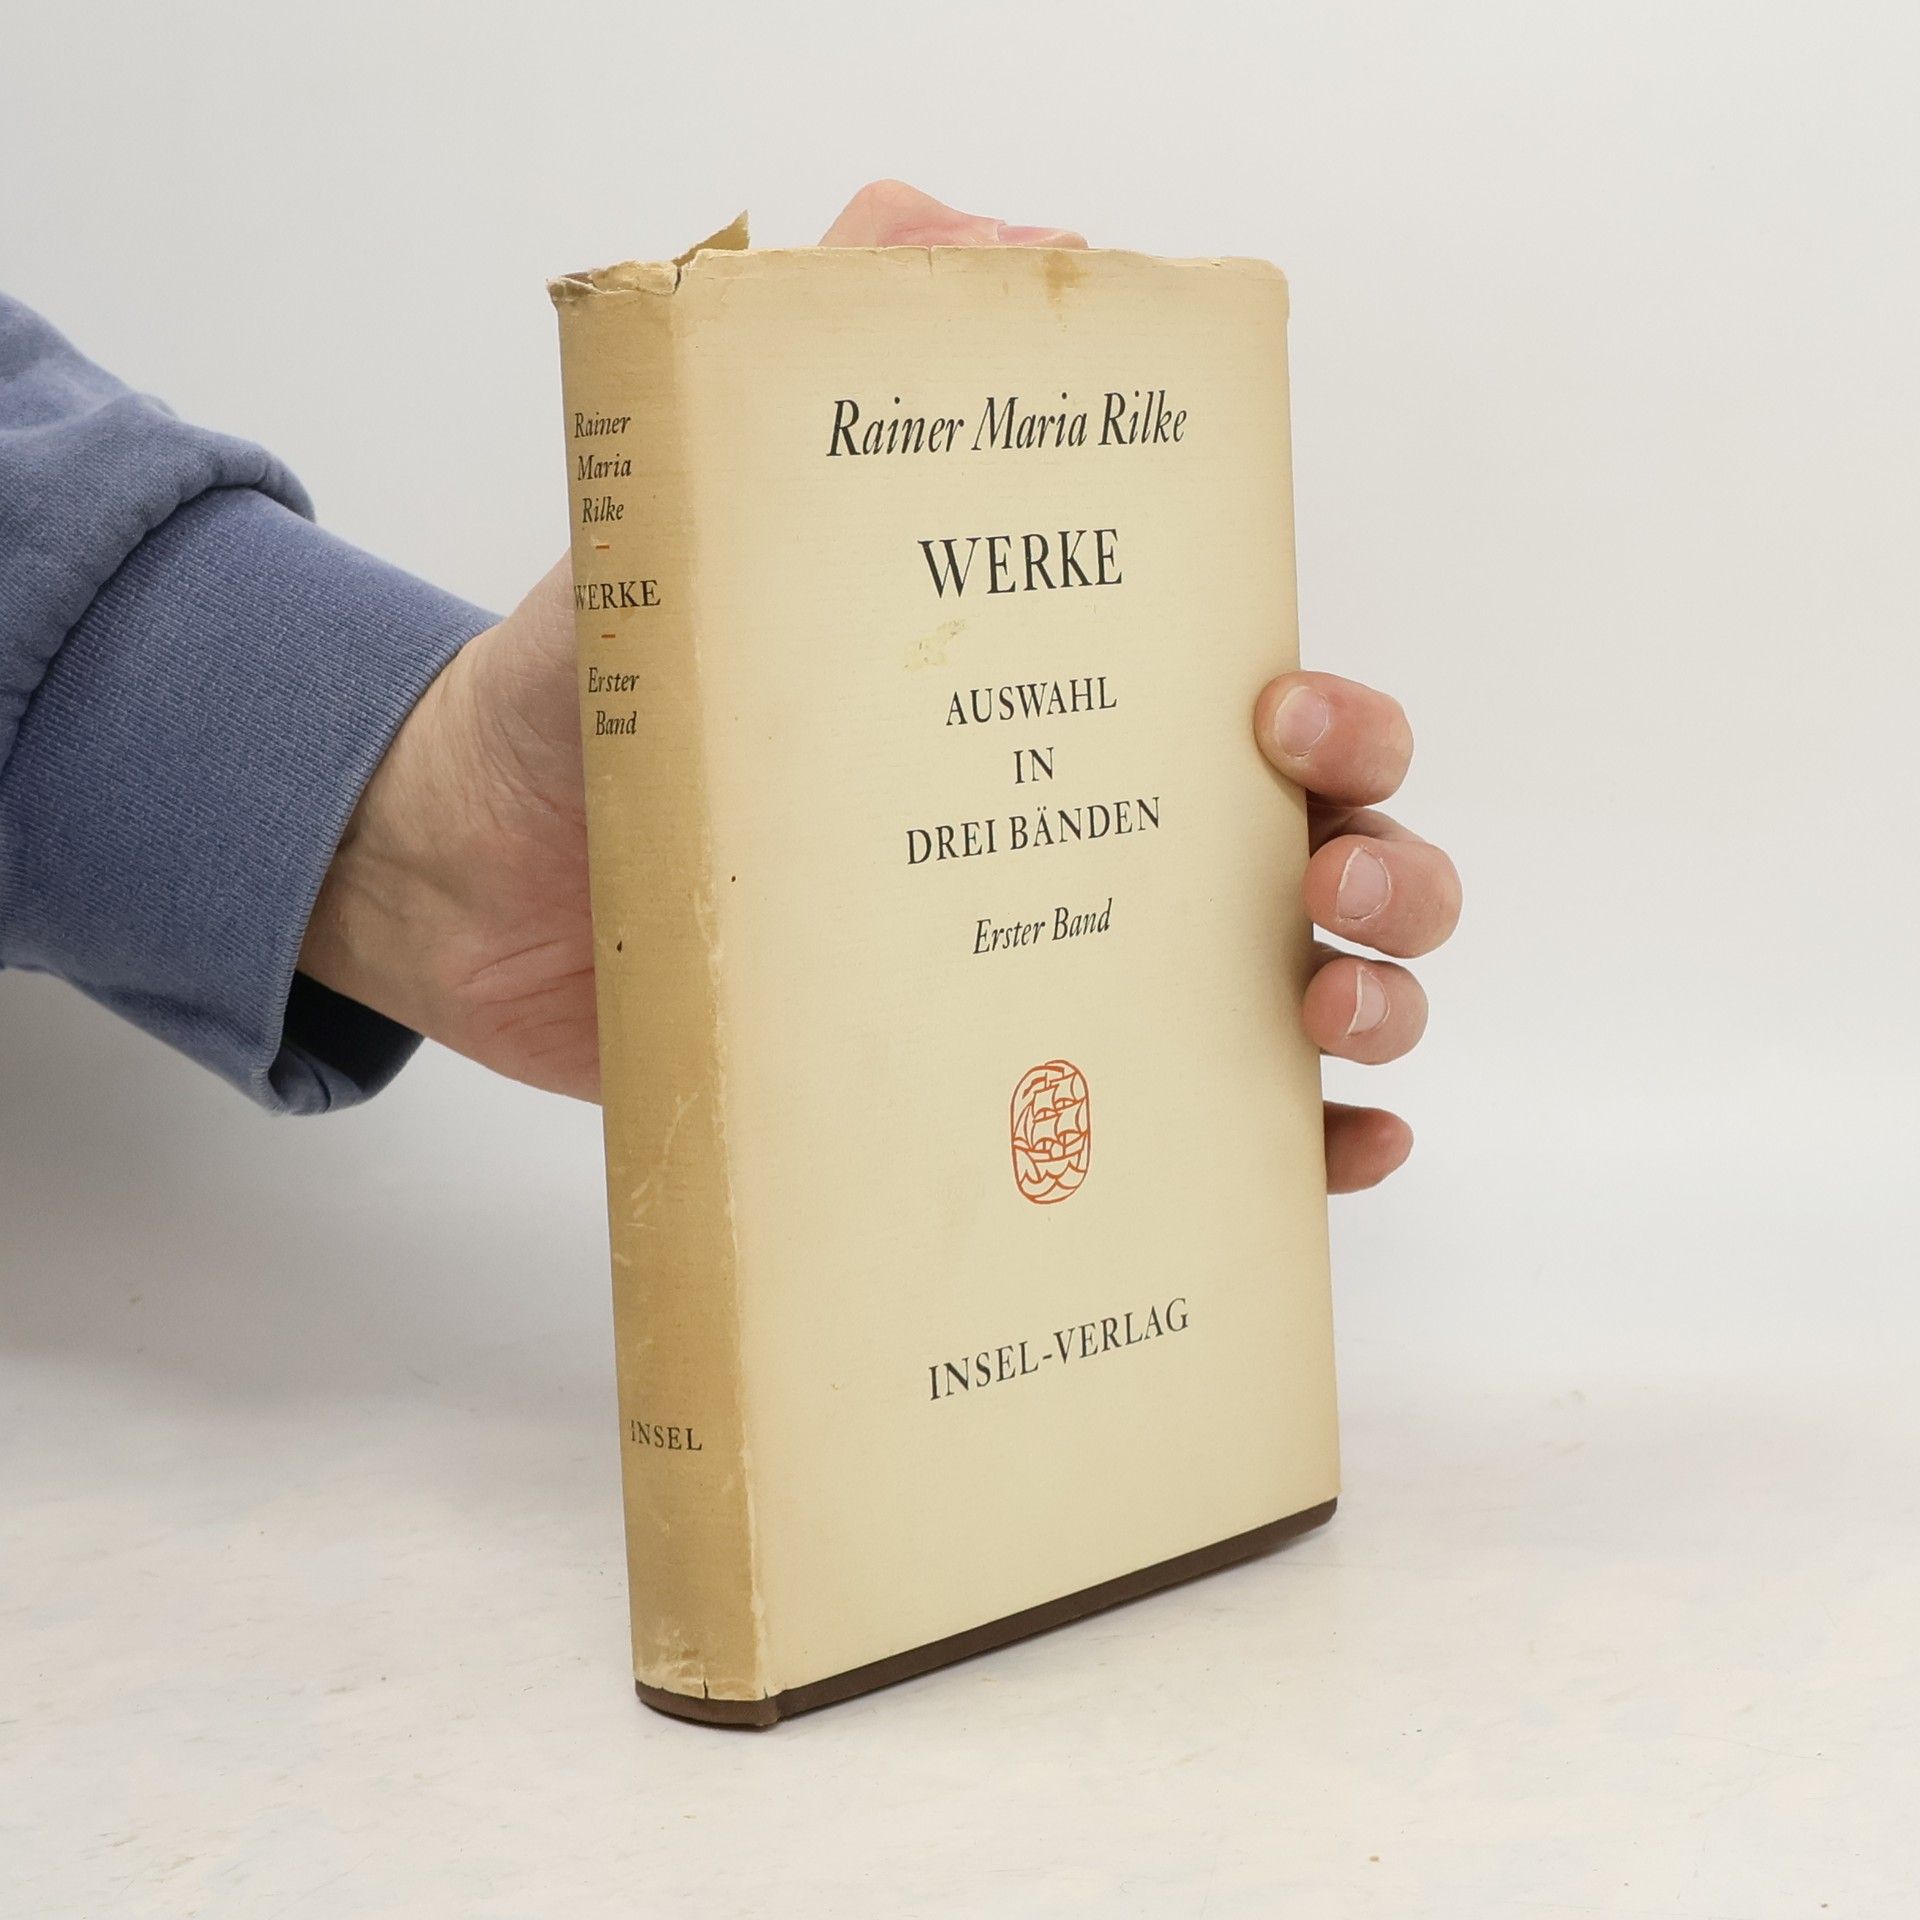 Rainer
Maria
Rilke
WERKE
Erster
Band
INSEL
Rainer Maria Rilke
WERKE
AUSWAHL
IN
DREI BÄNDEN
Erster Band
INSEL-VERLAG